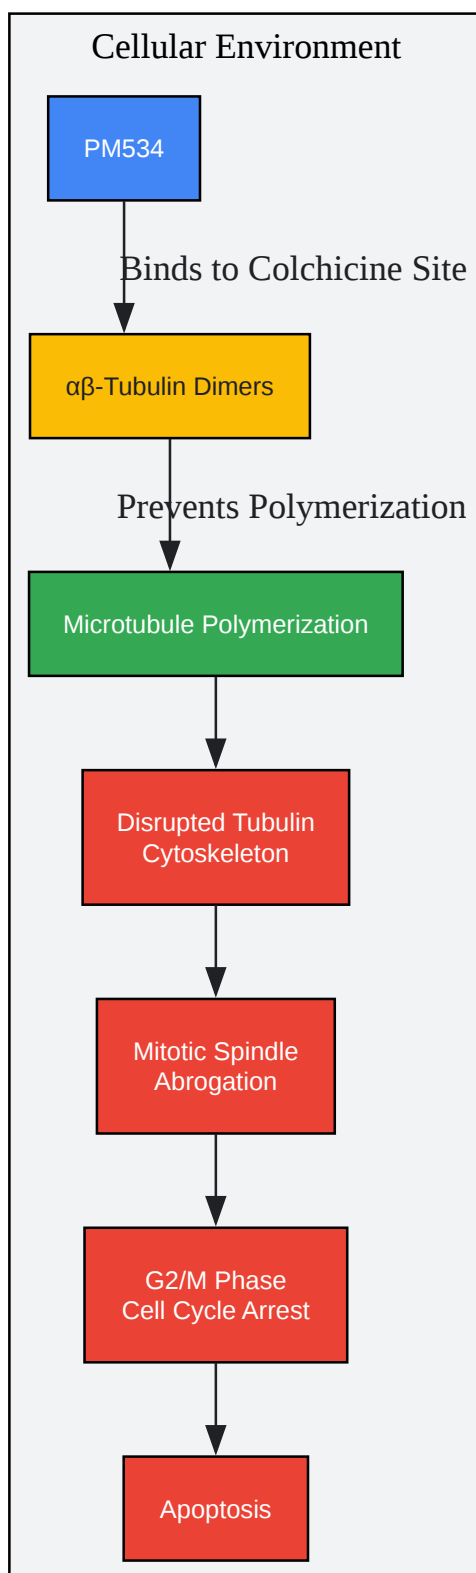 Cellular Environment
PM534
Binds to Colchicine Site
αβ-Tubulin Dimers
Prevents Polymerization
Microtubule Polymerization
Disrupted Tubulin
Cytoskeleton
Mitotic Spindle
Abrogation
G2/M Phase
Cell Cycle Arrest
Apoptosis